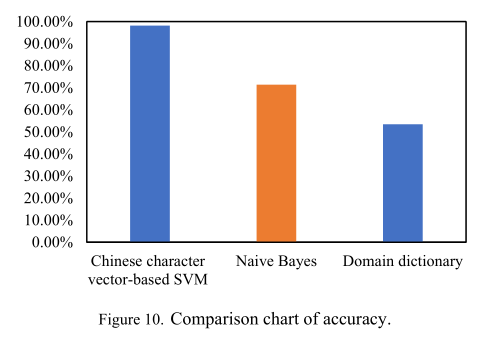 100.00%
90.00%
80.00%
70.00%
60.00%
50.00%
40.00%
30.00%
20.00%
10.00%
0.00%
Chinese character
vector-based SVM
Naive Bayes
Domain dictionary
Figure 10. Comparison chart of accuracy.